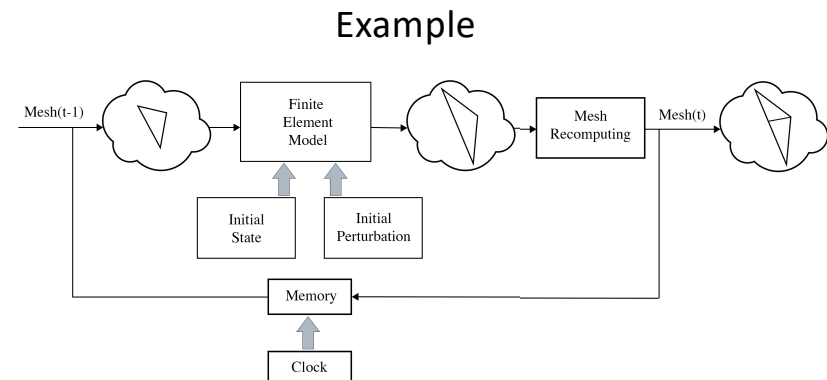 Example
Mesh(t-1)
Finite
Element
Model
Mesh
Recomputing
Mesh(t)
Initial
State
Initial
Perturbation
Memory
Clock